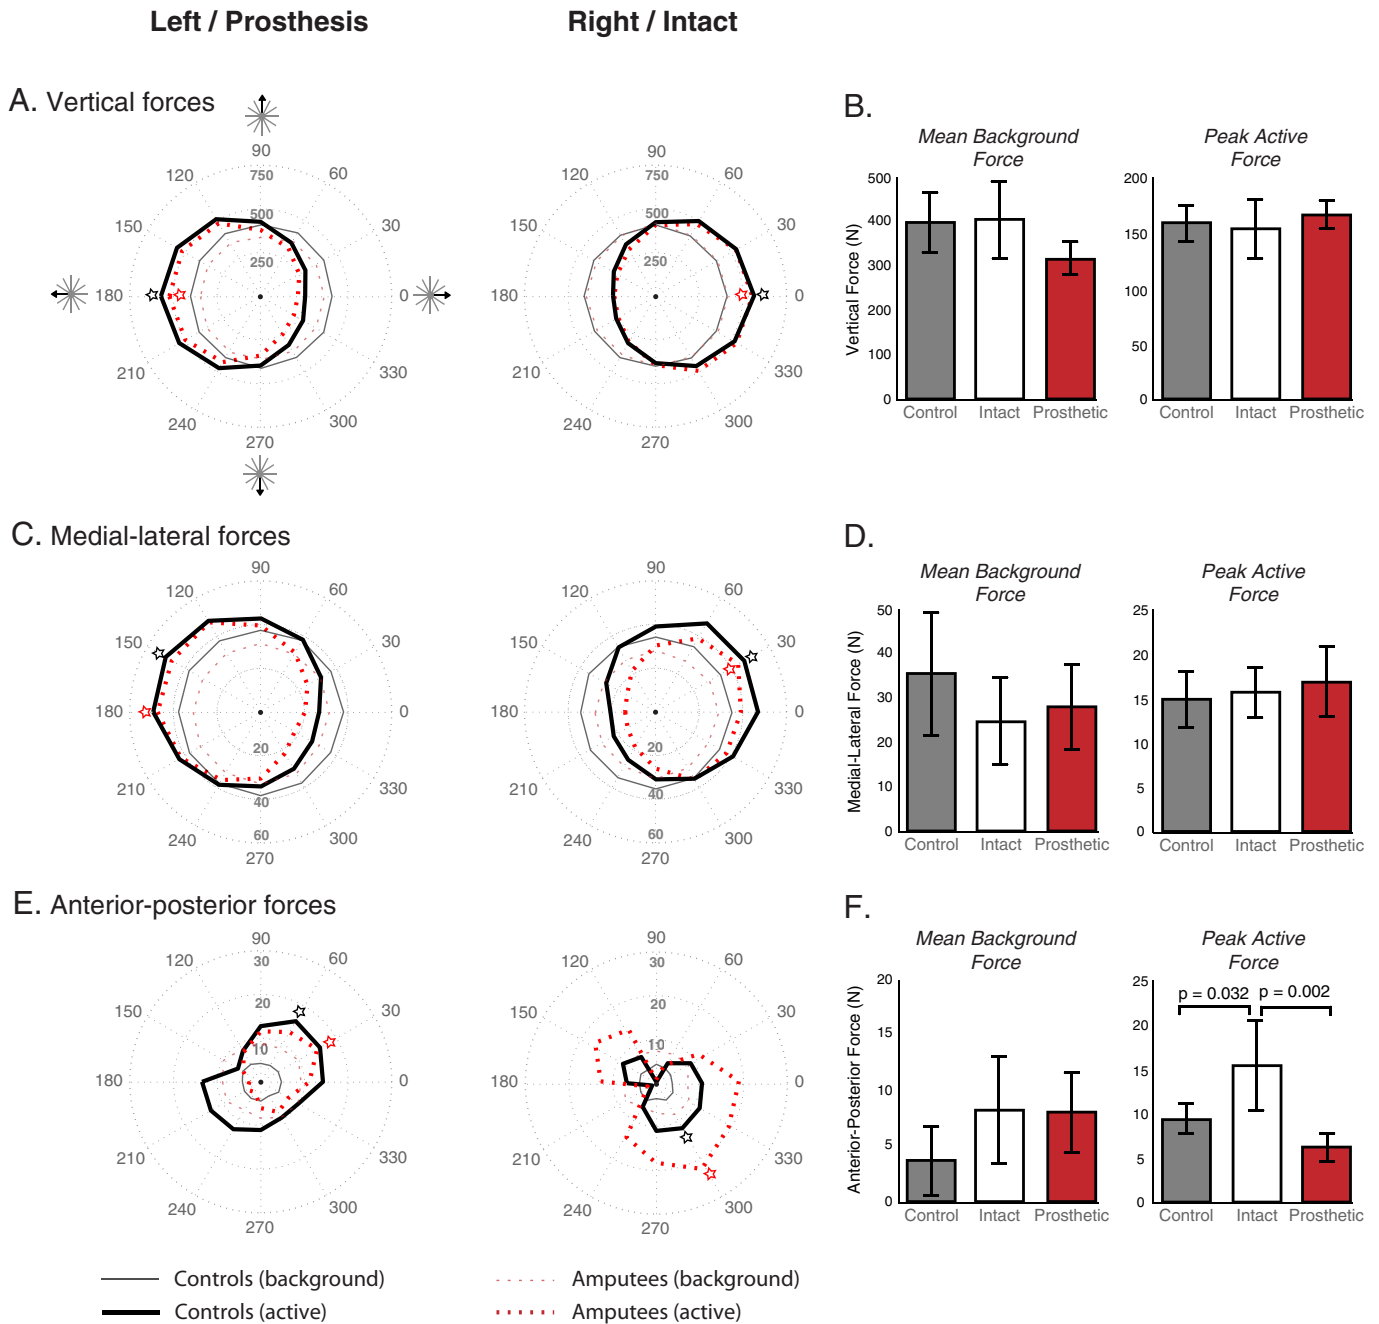 Left / Prosthesis
Right / Intact
A. Vertical forces
90
120
60
750
150
500
30
250
180
0
210
330
240
300
270
90
120
60
750
150
500
30
250
180
0
210
330
240
300
270
B.
Mean Background
Force
Peak Active
Force
Vertical Force (N)
500
400
300
200
100
0
Control
Intact
Prosthetic
200
150
100
50
0
Control
Intact
Prosthetic
C. Medial-lateral forces
90
120
60
150
30
180
0
20
210
40
330
240
60
300
270
90
120
60
150
30
180
0
20
210
40
330
240
60
300
270
D.
Mean Background
Force
Peak Active
Force
Medial-Lateral Force (N)
50
40
30
20
10
0
Control
Intact
Prosthetic
25
20
15
10
5
0
Control
Intact
Prosthetic
E. Anterior-posterior forces
90
120
60
30
150
20
30
10
180
0
210
330
240
300
270
90
120
60
30
150
20
30
10
180
0
210
330
240
300
270
F.
Mean Background
Force
Peak Active
Force
Anterior-Posterior Force (N)
20
15
10
5
0
Control
Intact
Prosthetic
25
p = 0.032
p = 0.002
20
15
10
5
0
Control
Intact
Prosthetic
Controls (background)
Amputees (background)
Controls (active)
Amputees (active)